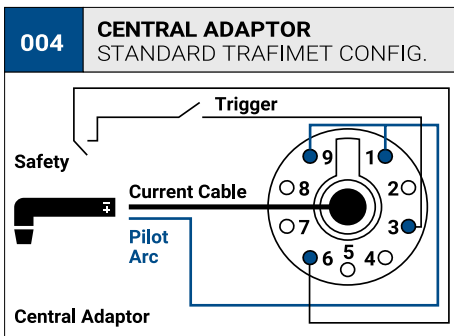 004
CENTRAL ADAPTOR
STANDARD TRAFIMET CONFIG.
Trigger
Safety
9 1
8 2
Current Cable
7 3
Pilot
Arc
6 5 4
Central Adaptor